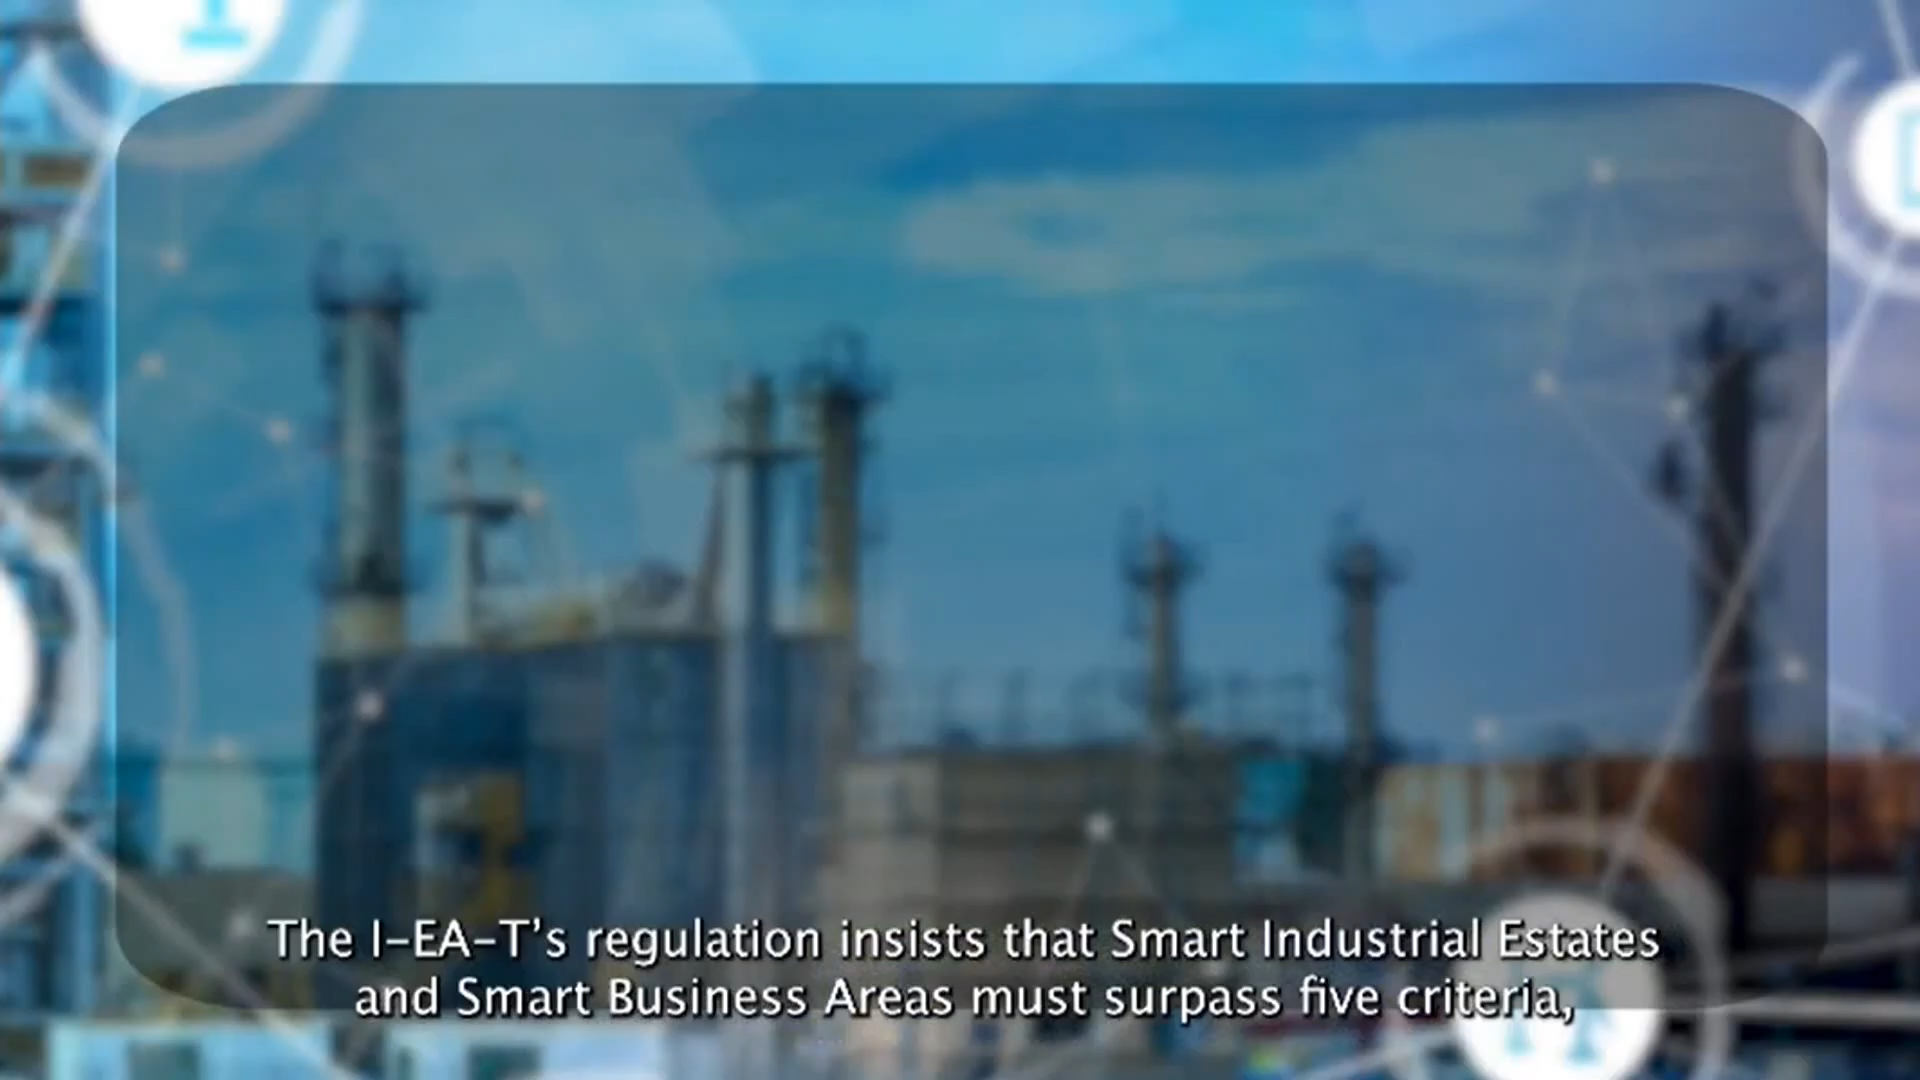 The I-EA-T’s regulation insists that Smart Industrial Estates
and Smart Business Areas must surpass five criteria,